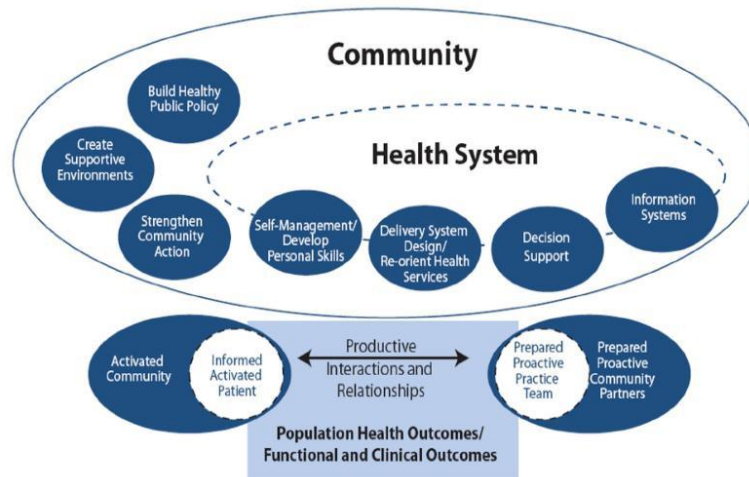 Community
Build Healthy
Public Policy
Health System
Create
Supportive
Environments
Strengthen
Community
Action
Self-Management/
Develop
Personal Skills
Delivery System
Design/
Re-orient Health
Services
Decision
Support
Information
Systems
Activated
Community
Informed
Activated
Patient
Productive
Interactions and
Relationships
Prepared
Proactive
Practice
Team
Prepared
Proactive
Community
Partners
Population Health Outcomes/
Functional and Clinical Outcomes